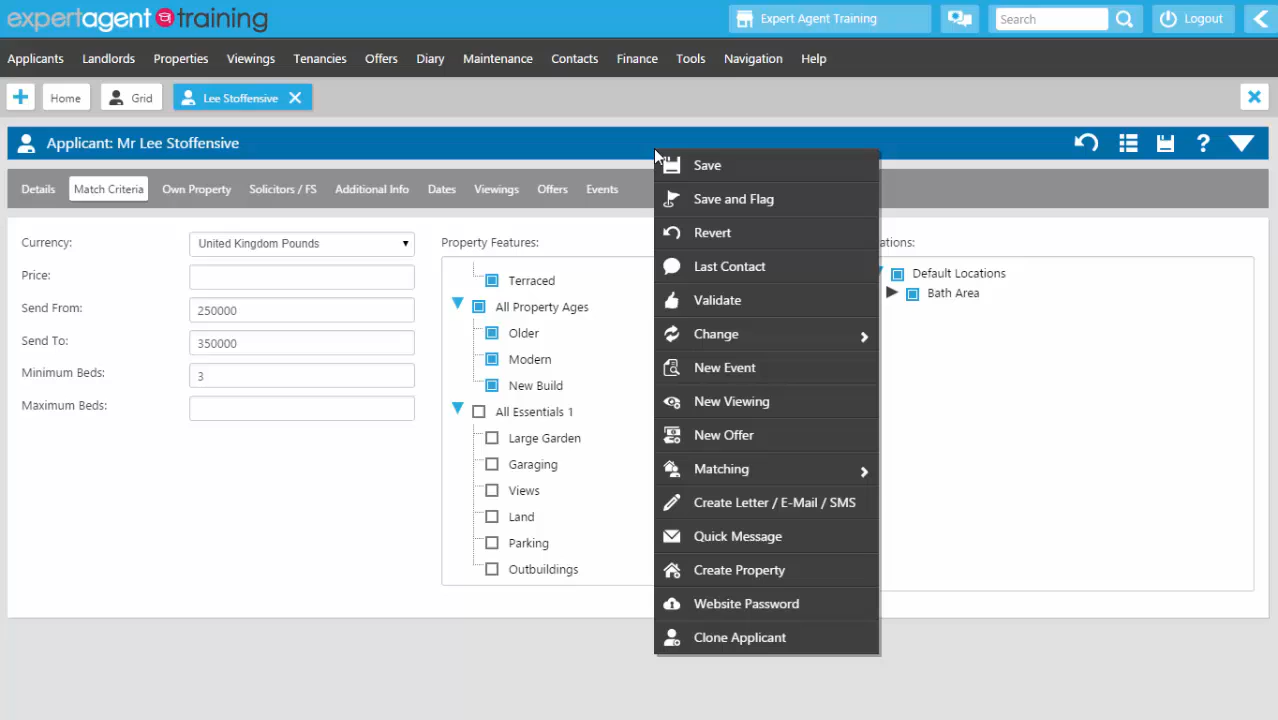 expertagent training
Expert Agent Training
Search
Logout
Applicants Landlords Properties Viewings Tenancies Offers Diary Maintenance Contacts Finance Tools Navigation Help
Home Grid Lee Stoffensive
Applicant: Mr Lee Stoffensive
Details Match Criteria Own Property Solicitors / FS Additional Info Dates Viewings Offers Events
Currency: United Kingdom Pounds
Price:
Send From: 250000
Send To: 350000
Minimum Beds: 3
Maximum Beds:
Property Features:
Terraced
All Property Ages
Older
Modern
New Build
All Essentials 1
Large Garden
Garaging
Views
Land
Parking
Outbuildings
Save
Save and Flag
Revert
Last Contact
Validate
Change
New Event
New Viewing
New Offer
Matching
Create Letter / E-Mail / SMS
Quick Message
Create Property
Website Password
Clone Applicant
ations:
Default Locations
Bath Area